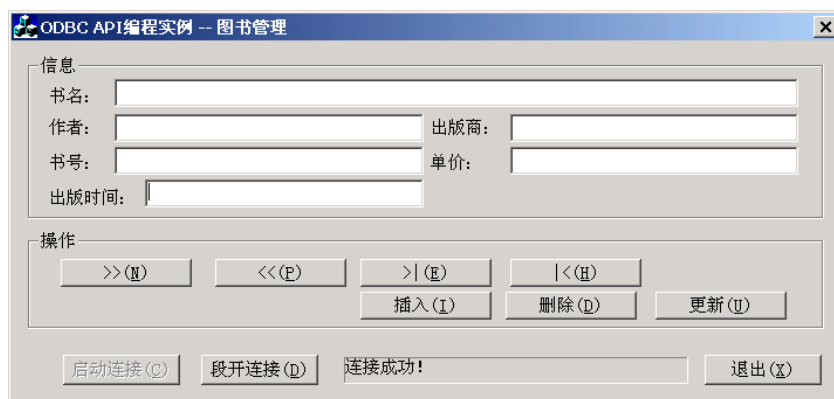 ODBC API编程实例 -- 图书管理
信息
书名：
作者： 出版商：
书号： 单价：
出版时间：
操作
>>(N) <<(P) >|(E) |<(H)
插入(I) 删除(D) 更新(U)
启动连接(C) 段开连接(D) 连接成功! 退出(X)